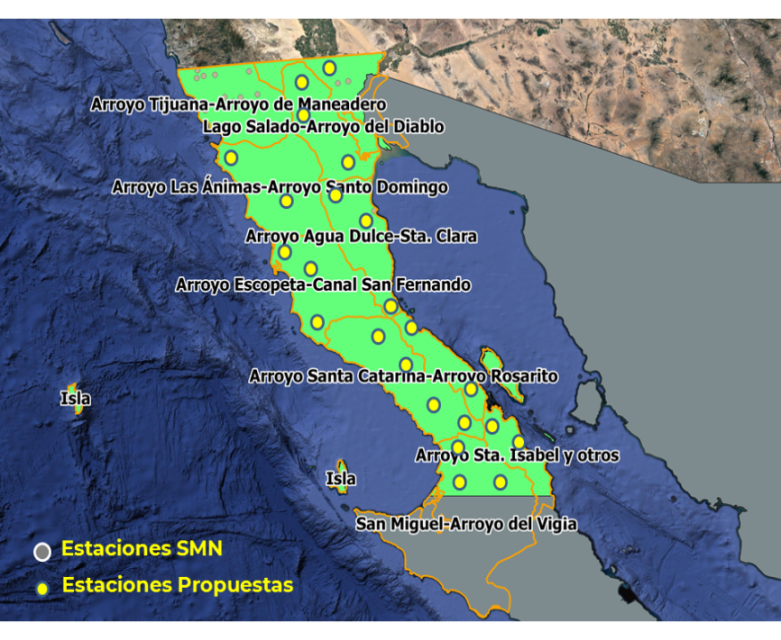 Arroyo Tijuana-Arroyo de Maneadero
Lago Salado-Arroyo del Diablo
Arroyo Las Ánimas-Arroyo Santo Domingo
Arroyo Agua Dulce-Sta. Clara
Arroyo Escopeta-Canal San Fernando
Arroyo Santa Catarina-Arroyo Rosarito
Isla
Arroyo Sta. Isabel y otros
Isla
San Miguel-Arroyo del Vigia
Estaciones SMN
Estaciones Propuestas